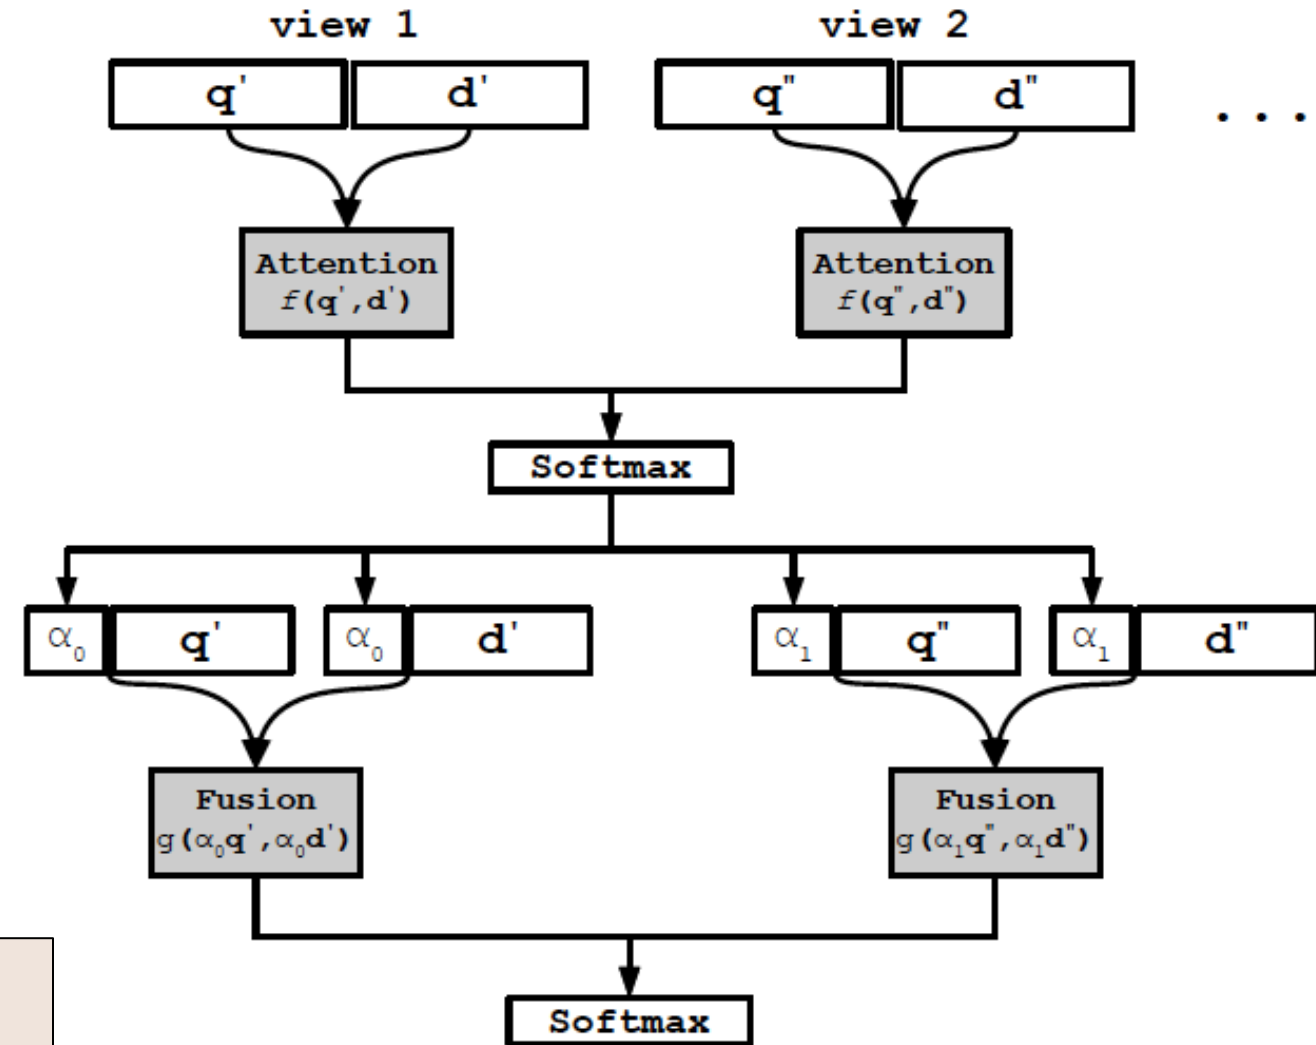 view 1 view 2
q' d' q" d" ...
Attention Attention
f(q',d') f(q",d")
Softmax
α₀ q' α₀ d' α₁ q" α₁ d"
Fusion Fusion
g(α₀q',α₀d') g(α₁q",α₁d")
Softmax